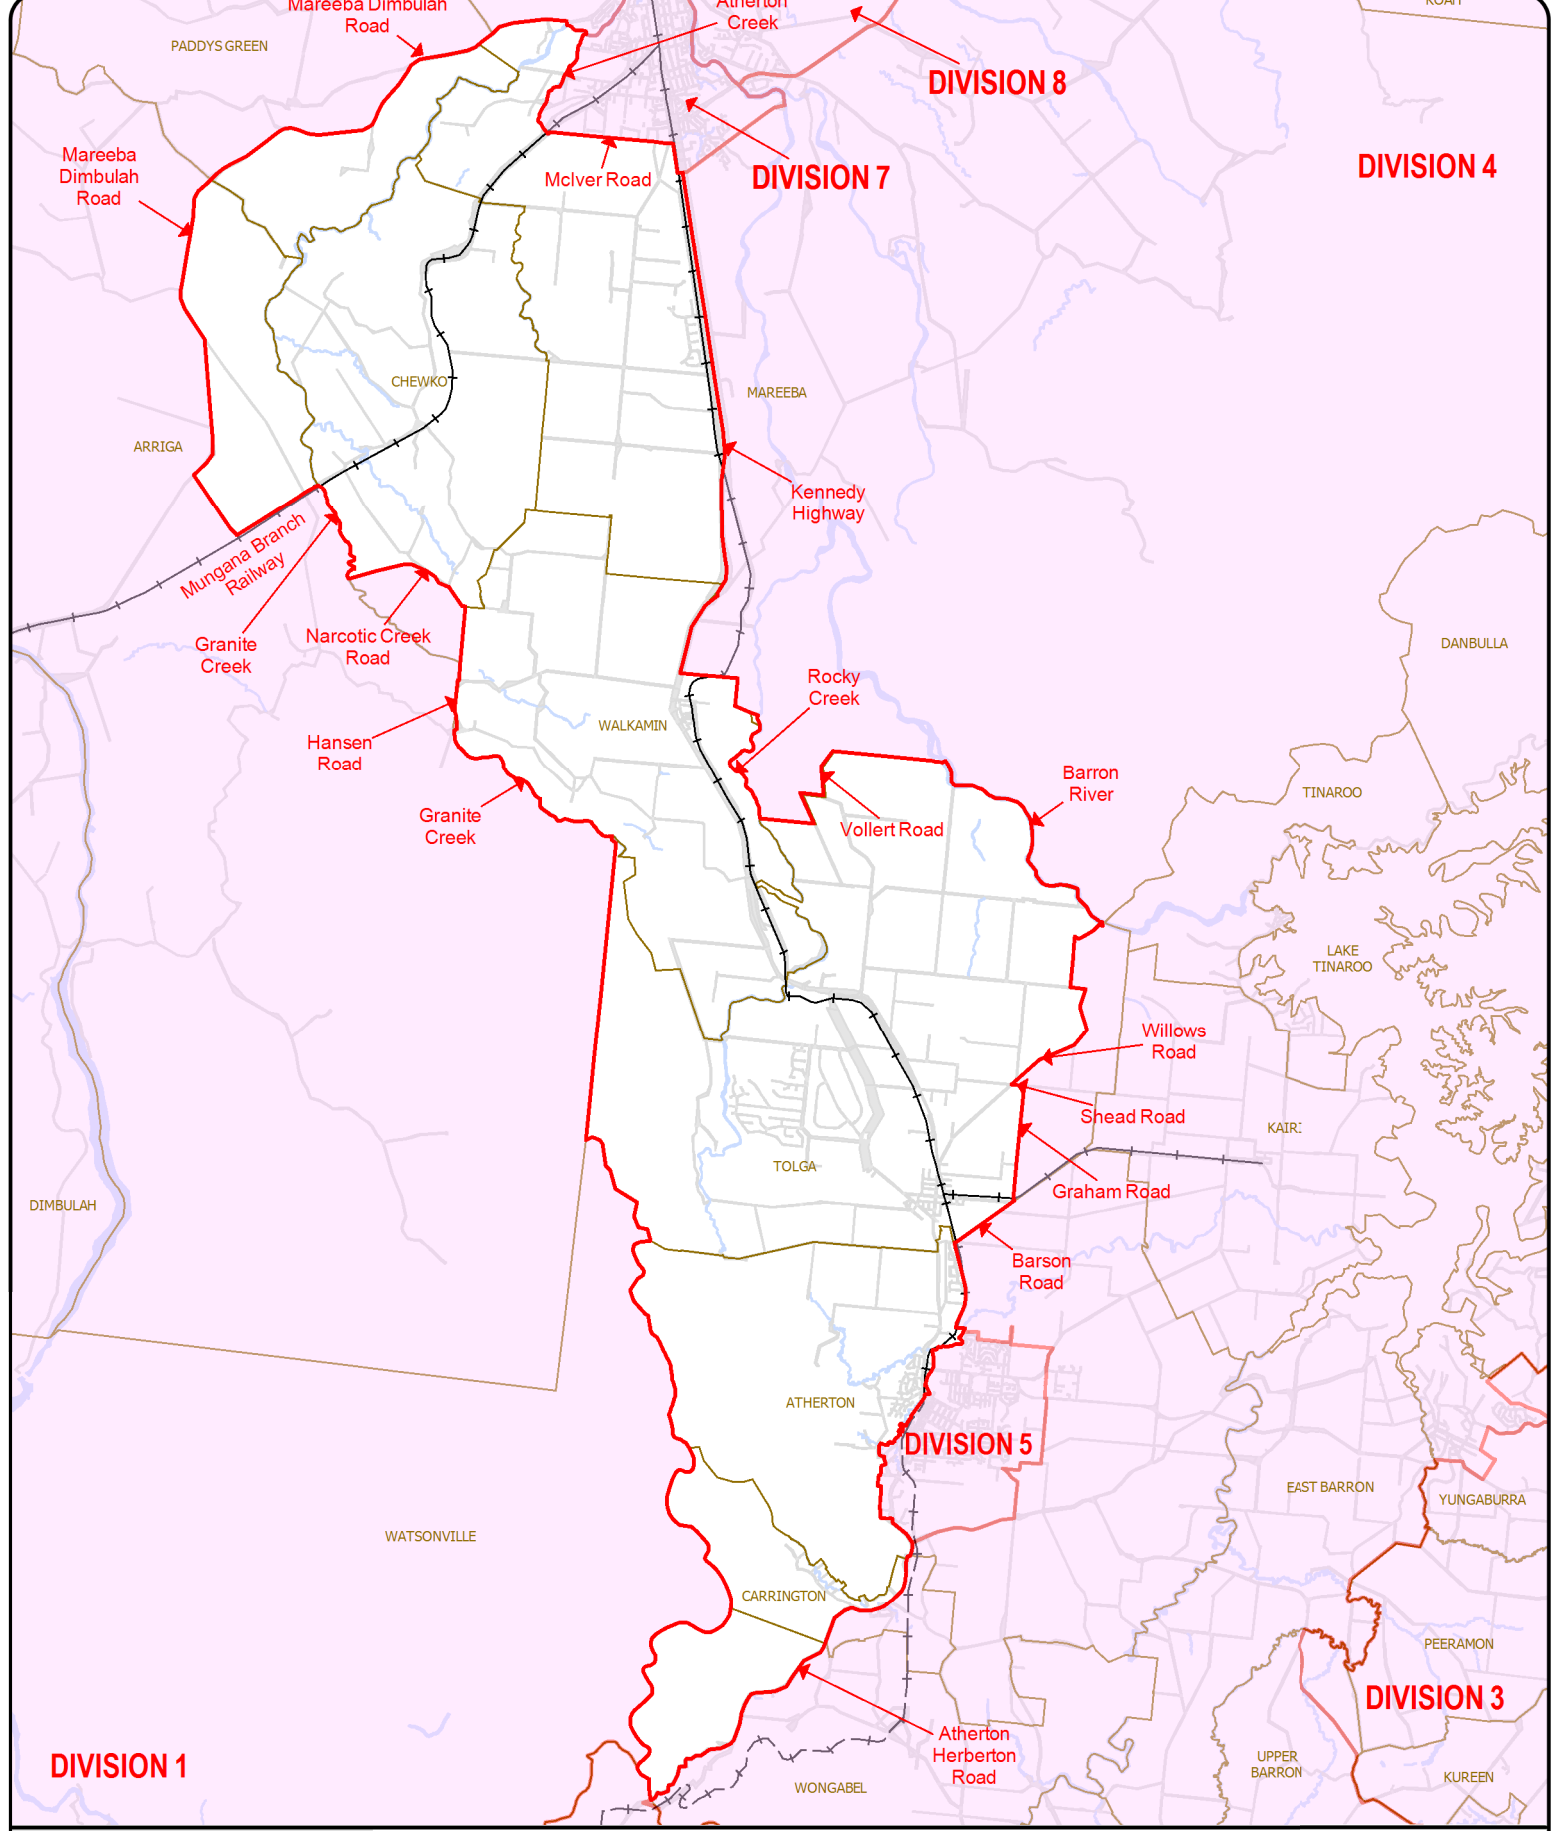 Mareeba Dimbulah
Road
PADDYS GREEN
Atherton
Creek
ROAH
DIVISION 8
DIVISION 7
DIVISION 4
Mareeba
Dimbulah
Road
McIver Road
CHEWKO
MAREEBA
ARRIGA
Kennedy
Highway
Mungana Branch
Railway
Granite
Creek
Narcotic Creek
Road
DANBULLA
Rocky
Creek
Hansen
Road
WALKAMIN
Granite
Creek
Vollert Road
Barron
River
TINAROO
LAKE
TINAROO
Willows
Road
Shead Road
KAIRI
TOLGA
Graham Road
DIMBULAH
Barson
Road
ATHERTON
DIVISION 5
EAST BARRON
YUNGABURRA
WATSONVILLE
CARRINGTON
PEERAMON
DIVISION 3
Atherton
Herberton
Road
DIVISION 1
WONGABEL
UPPER
BARRON
KUREEN